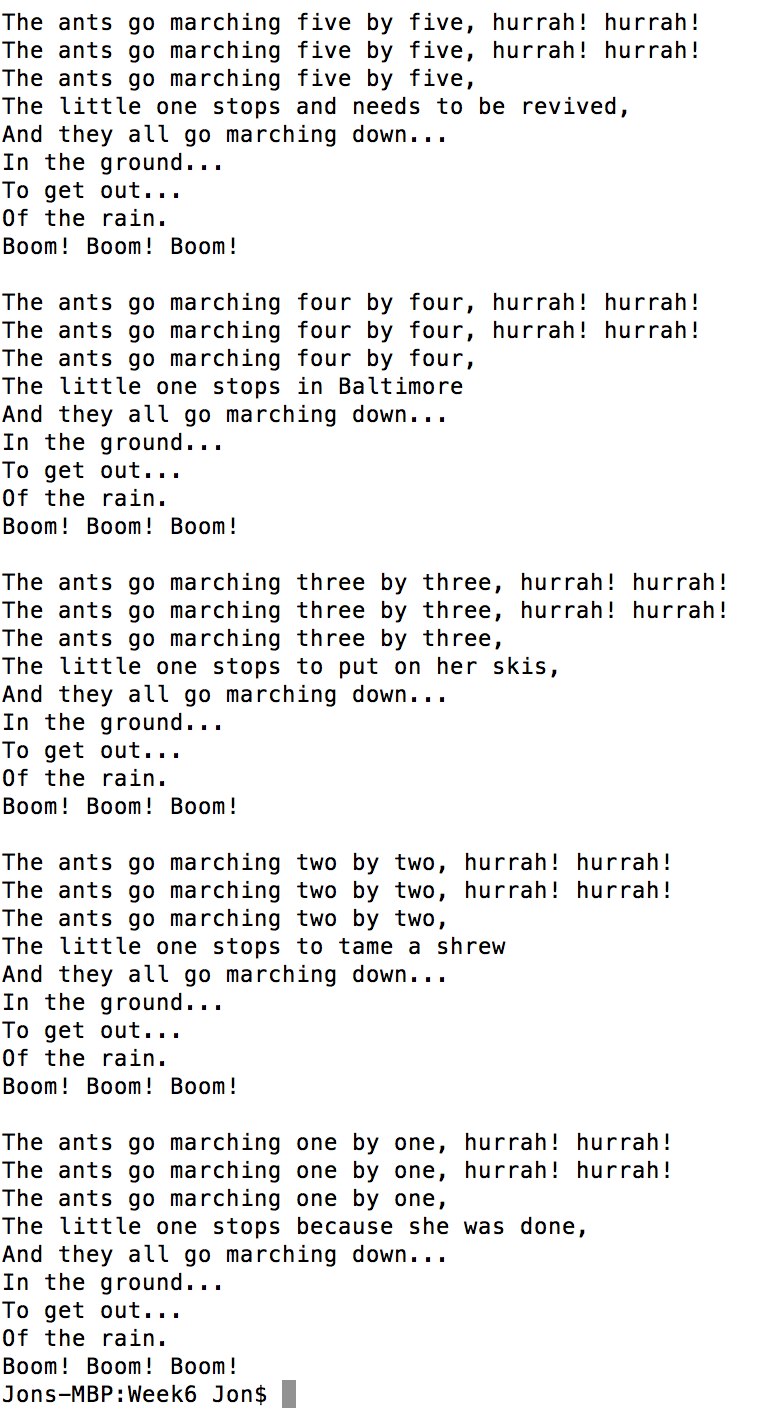 The ants go marching five by five, hurrah! hurrah!
The ants go marching five by five, hurrah! hurrah!
The ants go marching five by five,
The little one stops and needs to be revived,
And they all go marching down...
In the ground...
To get out...
Of the rain.
Boom! Boom! Boom!

The ants go marching four by four, hurrah! hurrah!
The ants go marching four by four, hurrah! hurrah!
The ants go marching four by four,
The little one stops in Baltimore
And they all go marching down...
In the ground...
To get out...
Of the rain.
Boom! Boom! Boom!

The ants go marching three by three, hurrah! hurrah!
The ants go marching three by three, hurrah! hurrah!
The ants go marching three by three,
The little one stops to put on her skis,
And they all go marching down...
In the ground...
To get out...
Of the rain.
Boom! Boom! Boom!

The ants go marching two by two, hurrah! hurrah!
The ants go marching two by two, hurrah! hurrah!
The ants go marching two by two,
The little one stops to tame a shrew
And they all go marching down...
In the ground...
To get out...
Of the rain.
Boom! Boom! Boom!

The ants go marching one by one, hurrah! hurrah!
The ants go marching one by one, hurrah! hurrah!
The ants go marching one by one,
The little one stops because she was done,
And they all go marching down...
In the ground...
To get out...
Of the rain.
Boom! Boom! Boom!
Jons-MBP:Week6 Jon$